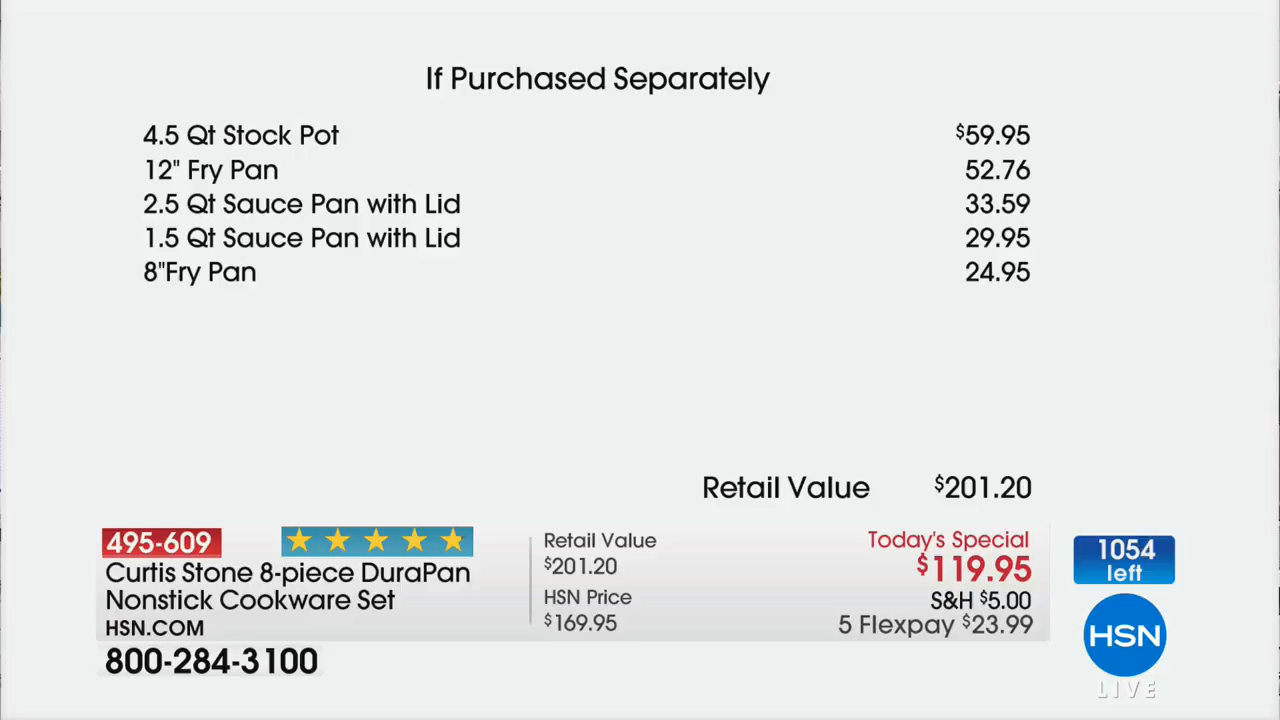 If Purchased Separately
4.5 Qt Stock Pot $59.95
12" Fry Pan 52.76
2.5 Qt Sauce Pan with Lid 33.59
1.5 Qt Sauce Pan with Lid 29.95
8"Fry Pan 24.95
Retail Value $201.20
495-609
Curtis Stone 8-piece DuraPan
Nonstick Cookware Set
HSN.COM
800-284-3100
Retail Value
$201.20
HSN Price
$169.95
Today's Special
$119.95
S&H $5.00
5 Flexpay $23.99
1054
left
HSN
LIVE